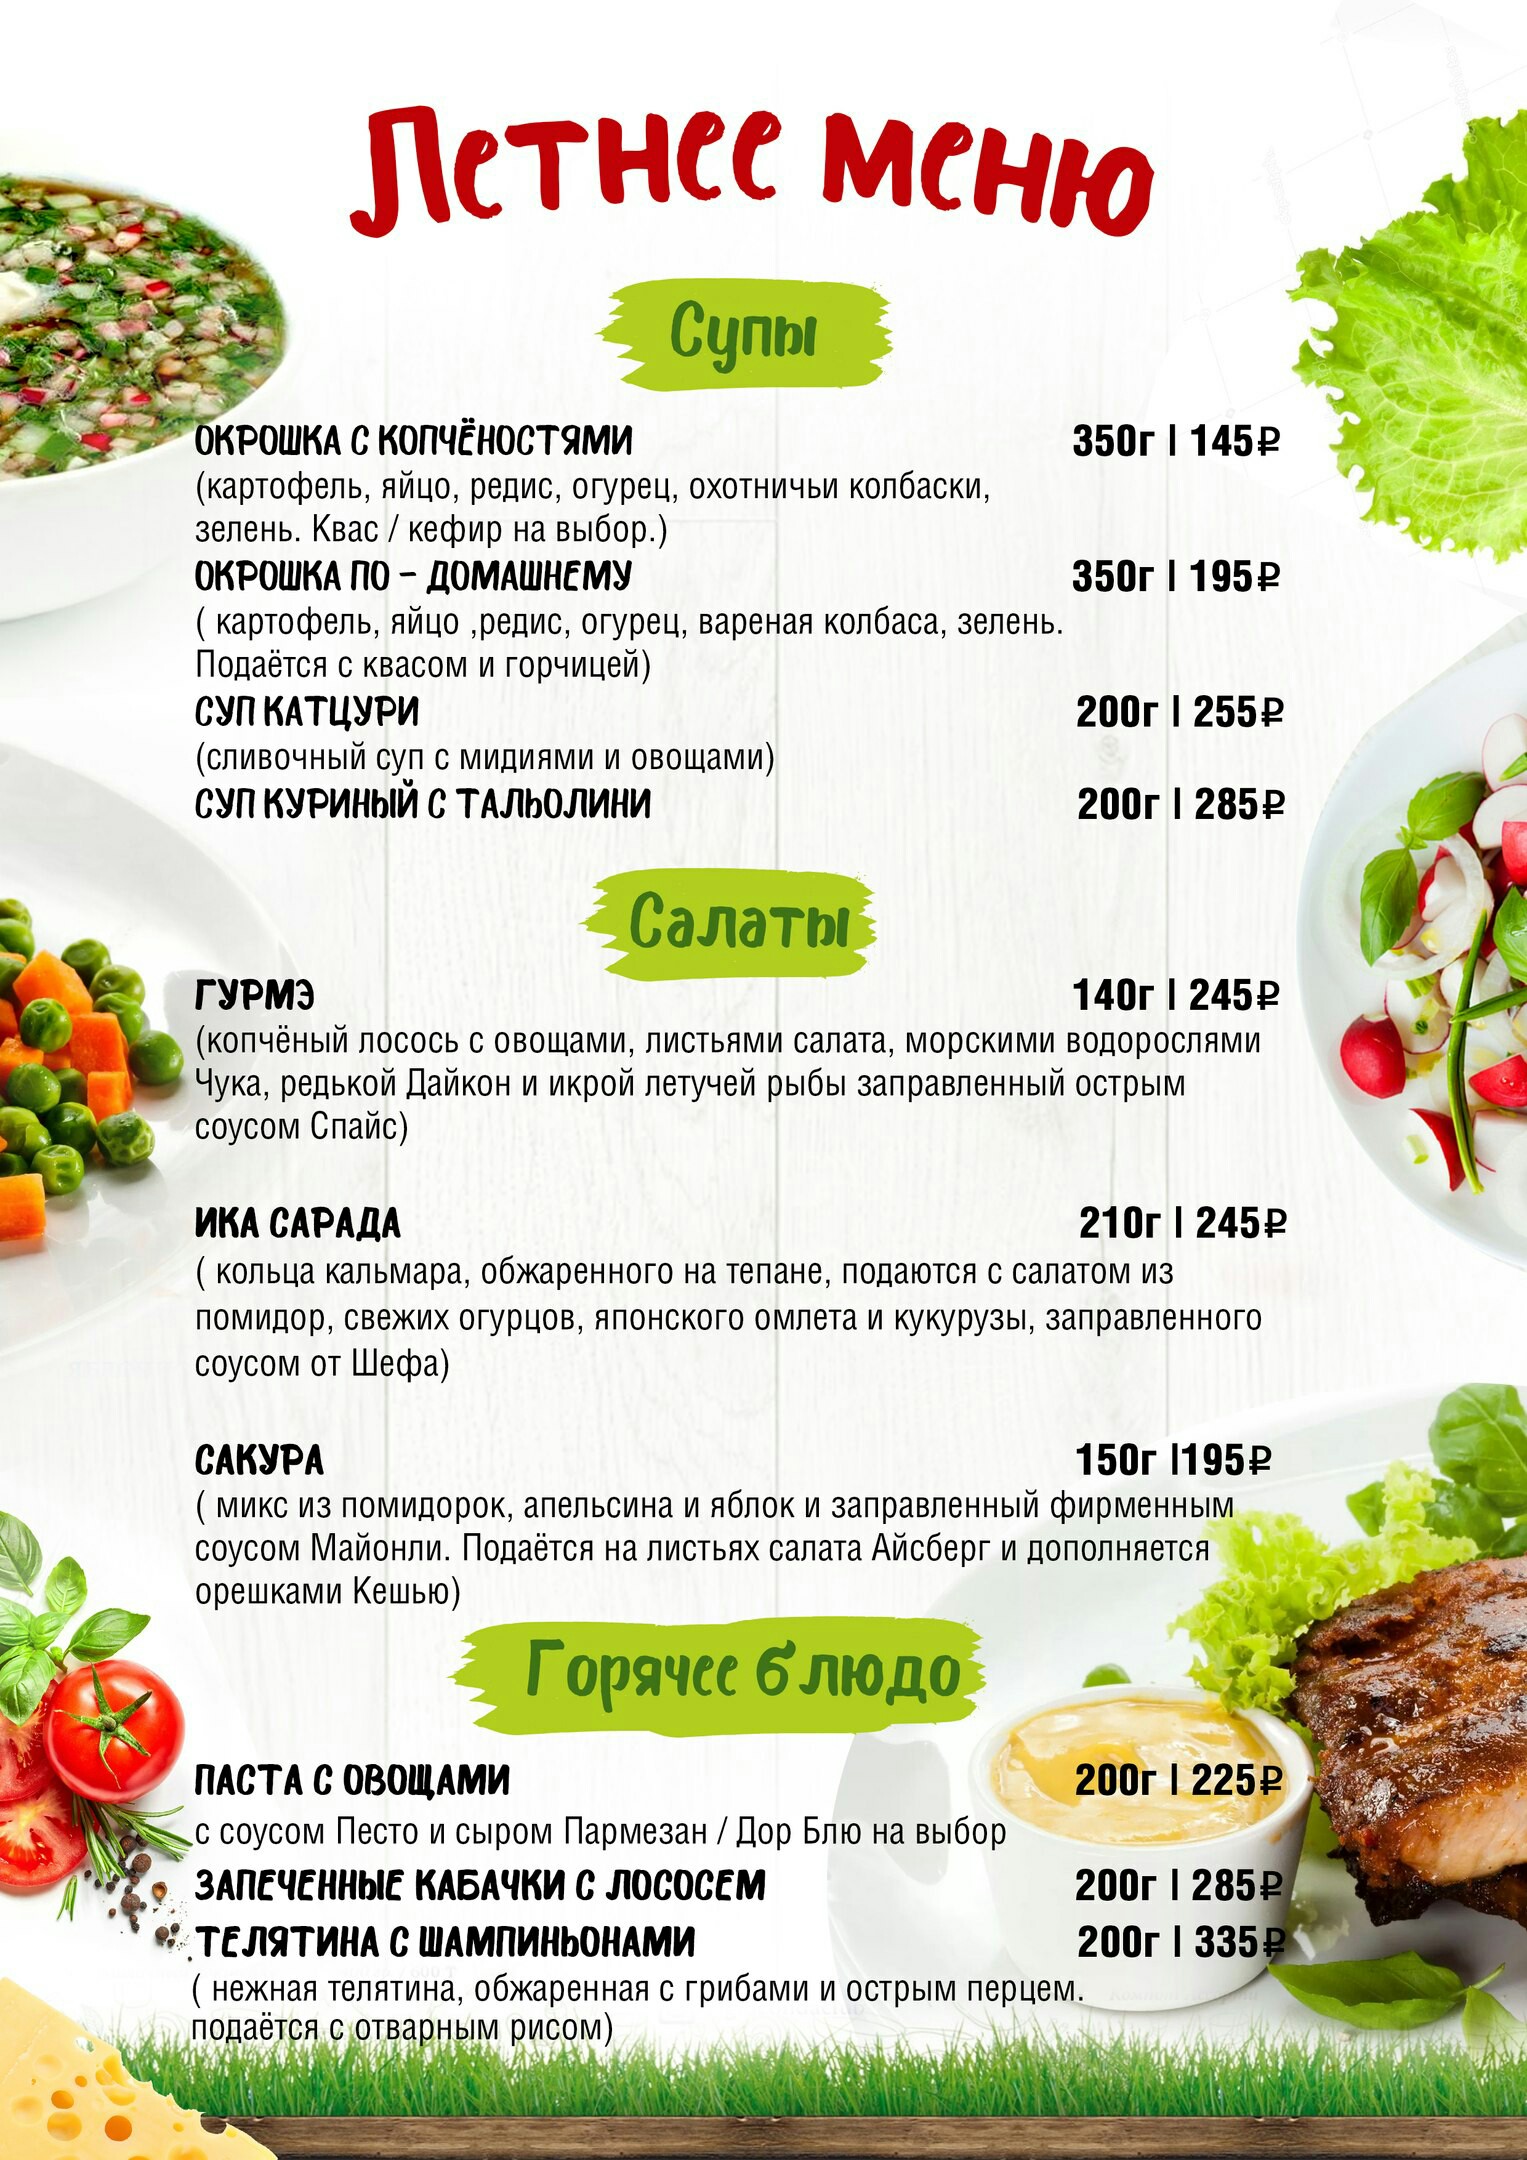 Летнее меню
Супы
ОКРОШКА С КОПЧЁНОСТЯМИ 350г | 145₽
(картофель, яйцо, редис, огурец, охотничьи колбаски,
зелень. Квас / кефир на выбор.)
ОКРОШКА ПО - ДОМАШНЕМУ 350г | 195₽
( картофель, яйцо ,редис, огурец, вареная колбаса, зелень.
Подаётся с квасом и горчицей)
СУП КАТЦУРИ 200г | 255₽
(сливочный суп с мидиями и овощами)
СУП КУРИНЫЙ С ТАЛЬОЛИНИ 200г | 285₽
Салаты
ГУРМЭ 140г | 245₽
(копчёный лосось с овощами, листьями салата, морскими водорослями
Чука, редькой Дайкон и икрой летучей рыбы заправленный острым
соусом Спайс)
ИКА САРАДА 210г | 245₽
( кольца кальмара, обжаренного на тепане, подаются с салатом из
помидор, свежих огурцов, японского омлета и кукурузы, заправленного
соусом от Шефа)
САКУРА 150г |195₽
( микс из помидорок, апельсина и яблок и заправленный фирменным
соусом Майонли. Подаётся на листьях салата Айсберг и дополняется
орешками Кешью)
Горячее блюдо
ПАСТА С ОВОЩАМИ 200г | 225₽
с соусом Песто и сыром Пармезан / Дор Блю на выбор
ЗАПЕЧЕННЫЕ КАБАЧКИ С ЛОСОСЕМ 200г | 285₽
ТЕЛЯТИНА С ШАМПИНЬОНАМИ 200г | 335₽
( нежная телятина, обжаренная с грибами и острым перцем.
подаётся с отварным рисом)